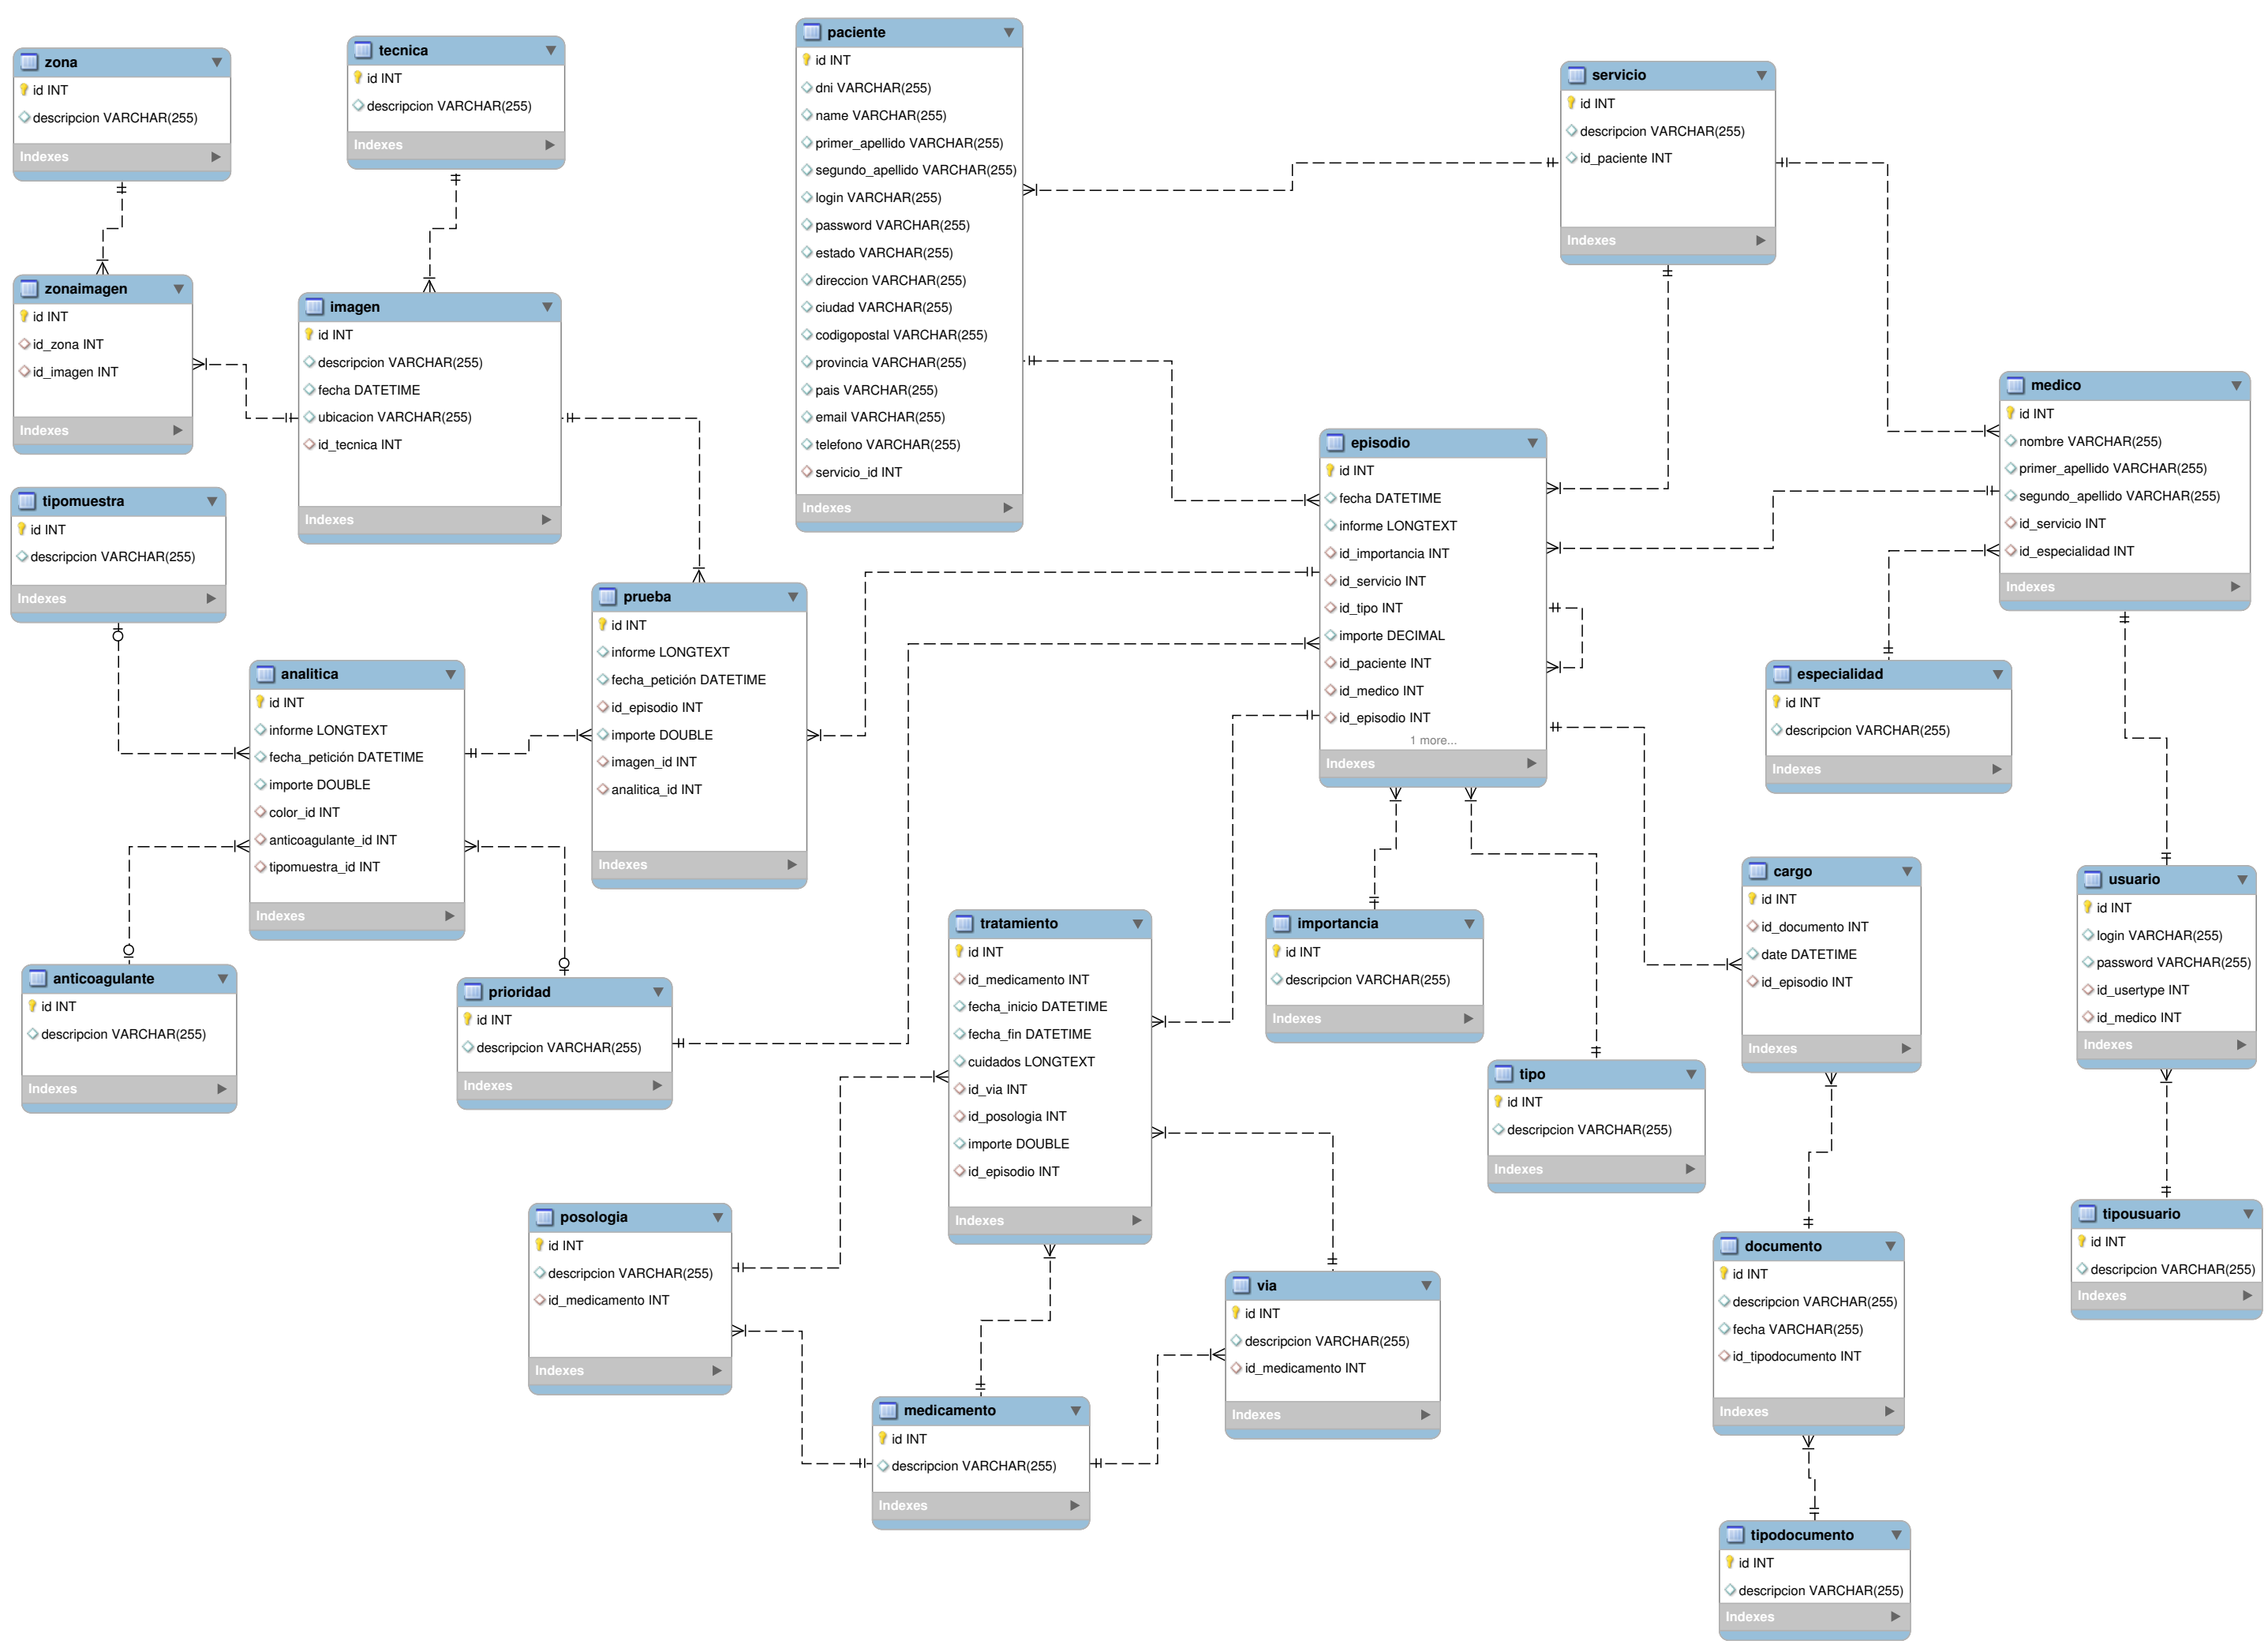 zona
id INT
descripcion VARCHAR(255)
Indexes
tecnica
id INT
descripcion VARCHAR(255)
Indexes
paciente
id INT
dni VARCHAR(255)
name VARCHAR(255)
primer_apellido VARCHAR(255)
segundo_apellido VARCHAR(255)
login VARCHAR(255)
password VARCHAR(255)
estado VARCHAR(255)
direccion VARCHAR(255)
ciudad VARCHAR(255)
codigopostal VARCHAR(255)
provincia VARCHAR(255)
pais VARCHAR(255)
email VARCHAR(255)
telefono VARCHAR(255)
servicio_id INT
Indexes
servicio
id INT
descripcion VARCHAR(255)
id_paciente INT
Indexes
zonaimagen
id INT
id_zona INT
id_imagen INT
Indexes
imagen
id INT
descripcion VARCHAR(255)
fecha DATETIME
ubicacion VARCHAR(255)
id_tecnica INT
Indexes
medico
id INT
nombre VARCHAR(255)
primer_apellido VARCHAR(255)
segundo_apellido VARCHAR(255)
id_servicio INT
id_especialidad INT
Indexes
episodio
id INT
fecha DATETIME
informe LONGTEXT
id_importancia INT
id_servicio INT
id_tipo INT
importe DECIMAL
id_paciente INT
id_medico INT
id_episodio INT
1 more...
Indexes
tipomuestra
id INT
descripcion VARCHAR(255)
Indexes
prueba
id INT
informe LONGTEXT
fecha_petición DATETIME
id_episodio INT
importe DOUBLE
imagen_id INT
analitica_id INT
Indexes
analitica
id INT
informe LONGTEXT
fecha_petición DATETIME
importe DOUBLE
color_id INT
anticoagulante_id INT
tipomuestra_id INT
Indexes
especialidad
id INT
descripcion VARCHAR(255)
Indexes
cargo
id INT
id_documento INT
date DATETIME
id_episodio INT
Indexes
usuario
id INT
login VARCHAR(255)
password VARCHAR(255)
id_usertype INT
id_medico INT
Indexes
anticoagulante
id INT
descripcion VARCHAR(255)
Indexes
prioridad
id INT
descripcion VARCHAR(255)
Indexes
tratamiento
id INT
id_medicamento INT
fecha_inicio DATETIME
fecha_fin DATETIME
cuidados LONGTEXT
id_via INT
id_posologia INT
importe DOUBLE
id_episodio INT
Indexes
importancia
id INT
descripcion VARCHAR(255)
Indexes
tipo
id INT
descripcion VARCHAR(255)
Indexes
posologia
id INT
descripcion VARCHAR(255)
id_medicamento INT
Indexes
via
id INT
descripcion VARCHAR(255)
id_medicamento INT
Indexes
documento
id INT
descripcion VARCHAR(255)
fecha VARCHAR(255)
id_tipodocumento INT
Indexes
tipousuario
id INT
descripcion VARCHAR(255)
Indexes
medicamento
id INT
descripcion VARCHAR(255)
Indexes
tipodocumento
id INT
descripcion VARCHAR(255)
Indexes